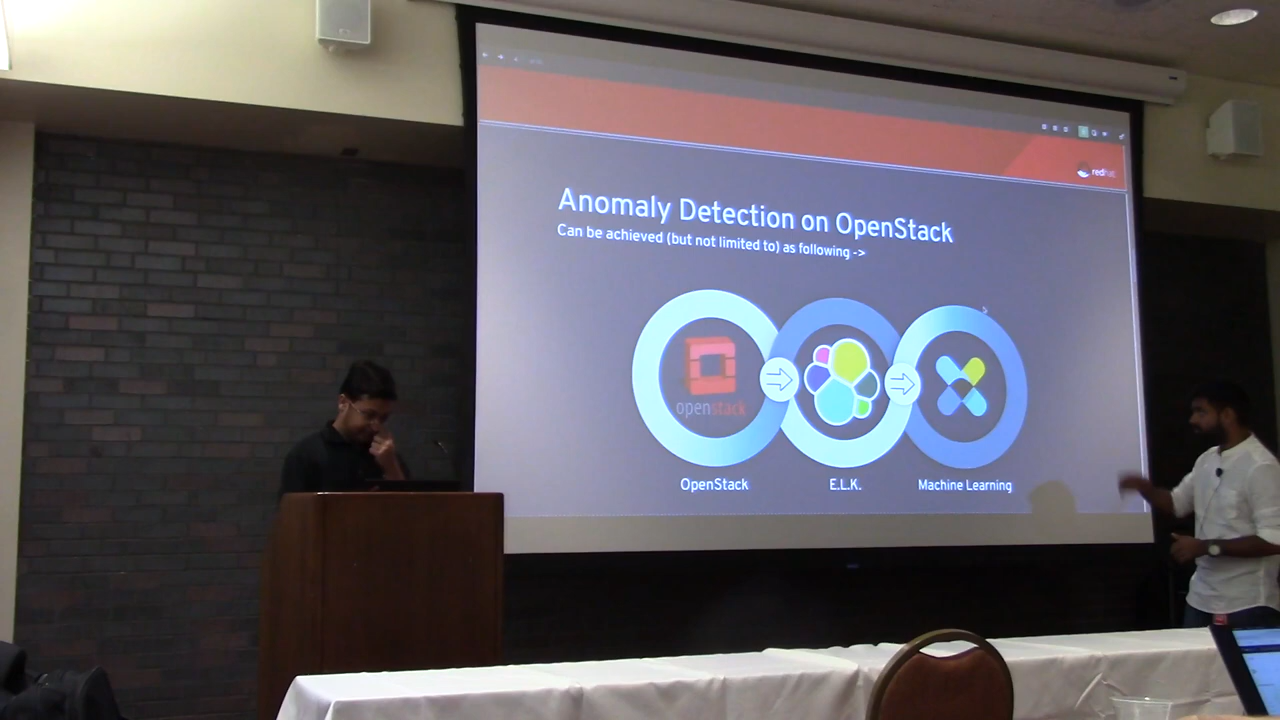 redhat
Anomaly Detection on OpenStack
Can be achieved (but not limited to) as following ->
openstack
OpenStack
E.L.K.
Machine Learning